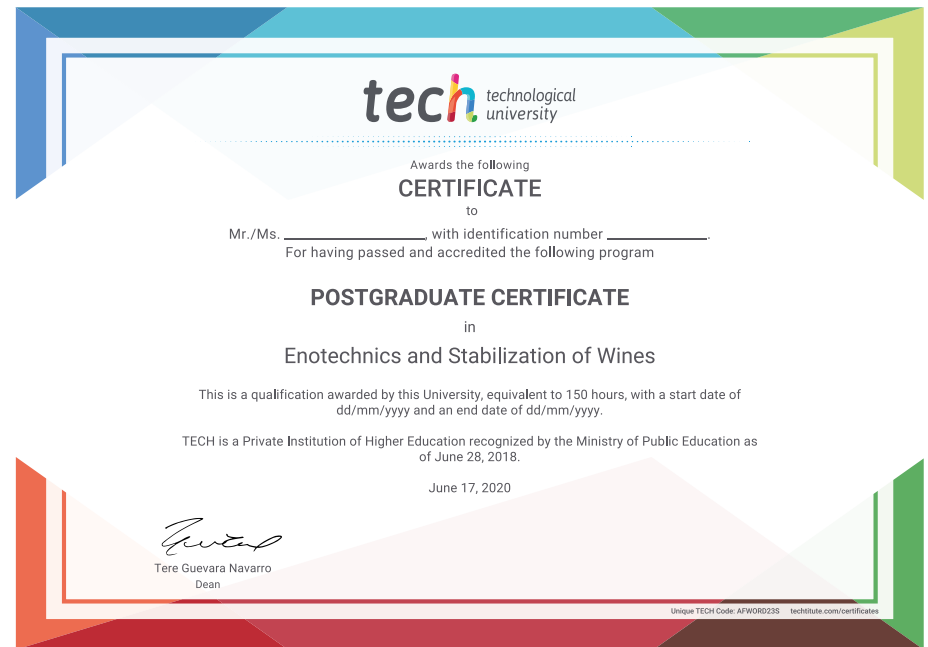 tech technological
university
Awards the following
CERTIFICATE
to
Mr./Ms. ____________________, with identification number ______________.
For having passed and accredited the following program
POSTGRADUATE CERTIFICATE
in
Enotechnics and Stabilization of Wines
This is a qualification awarded by this University, equivalent to 150 hours, with a start date of
dd/mm/yyyy and an end date of dd/mm/yyyy.
TECH is a Private Institution of Higher Education recognized by the Ministry of Public Education as
of June 28, 2018.
June 17, 2020
Tere Guevara Navarro
Dean
Unique TECH Code: AFWORD23S techtitute.com/certificates